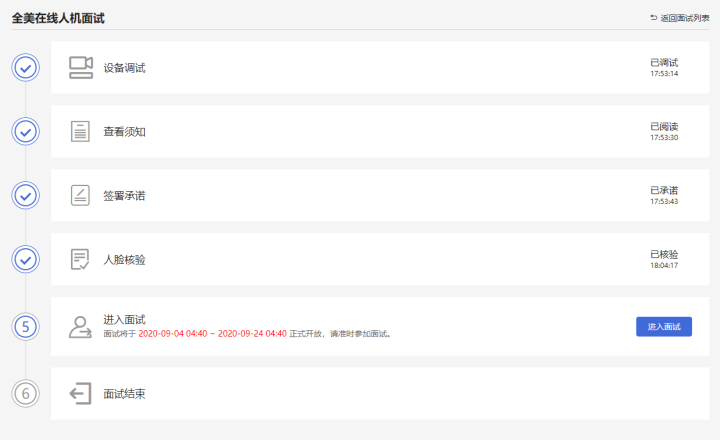 全美在线人机面试
返回面试列表
设备调试
已调试
17:53:14
查看须知
已阅读
17:53:30
签署承诺
已承诺
17:53:43
人脸核验
已核验
18:04:17
5
进入面试
面试将于 2020-09-04 04:40 ~ 2020-09-24 04:40 正式开放，请准时参加面试。
进入面试
6
面试结束